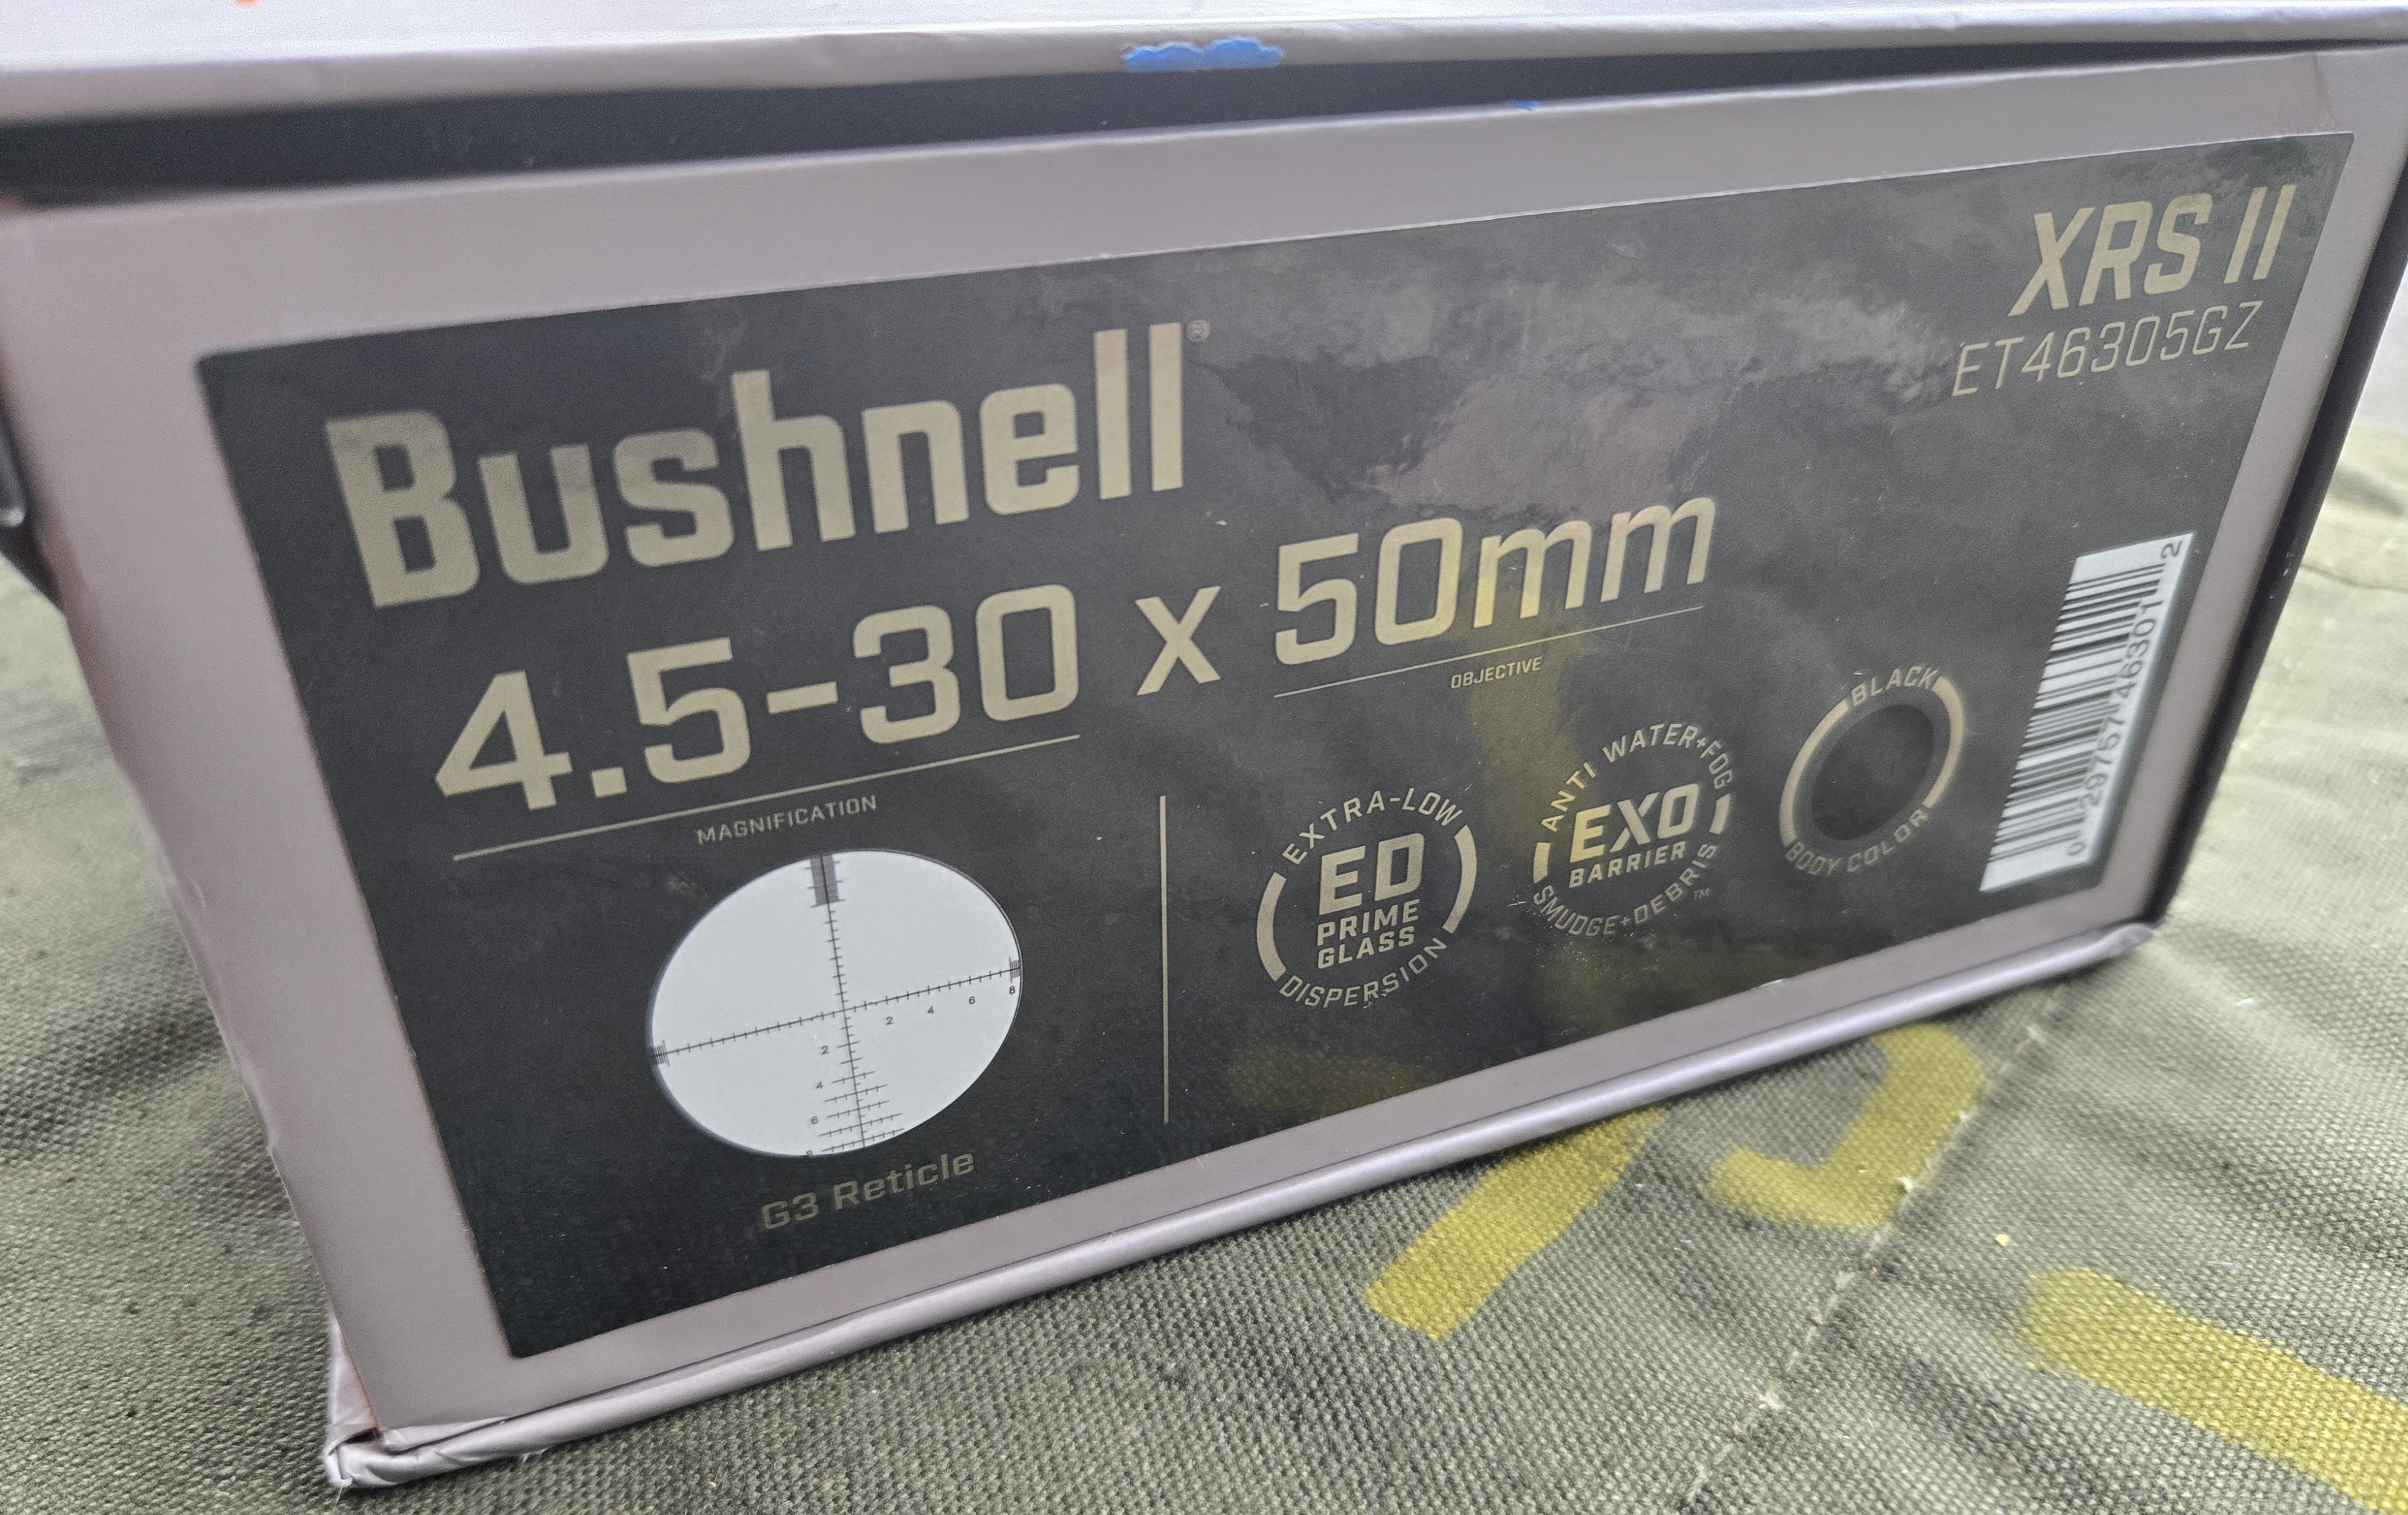 Bushnell®
XRS II
ET46305GZ
4.5-30 x 50mm
MAGNIFICATION
OBJECTIVE
2 4 6 8
2
4
6
8
G3 Reticle
EXTRA-LOW
ED
PRIME
GLASS
DISPERSION
ANTI WATER+FOG
EXO
BARRIER
SMUDGE+DEBRIS™
BLACK
BODY COLOR
0 29757 46301 2